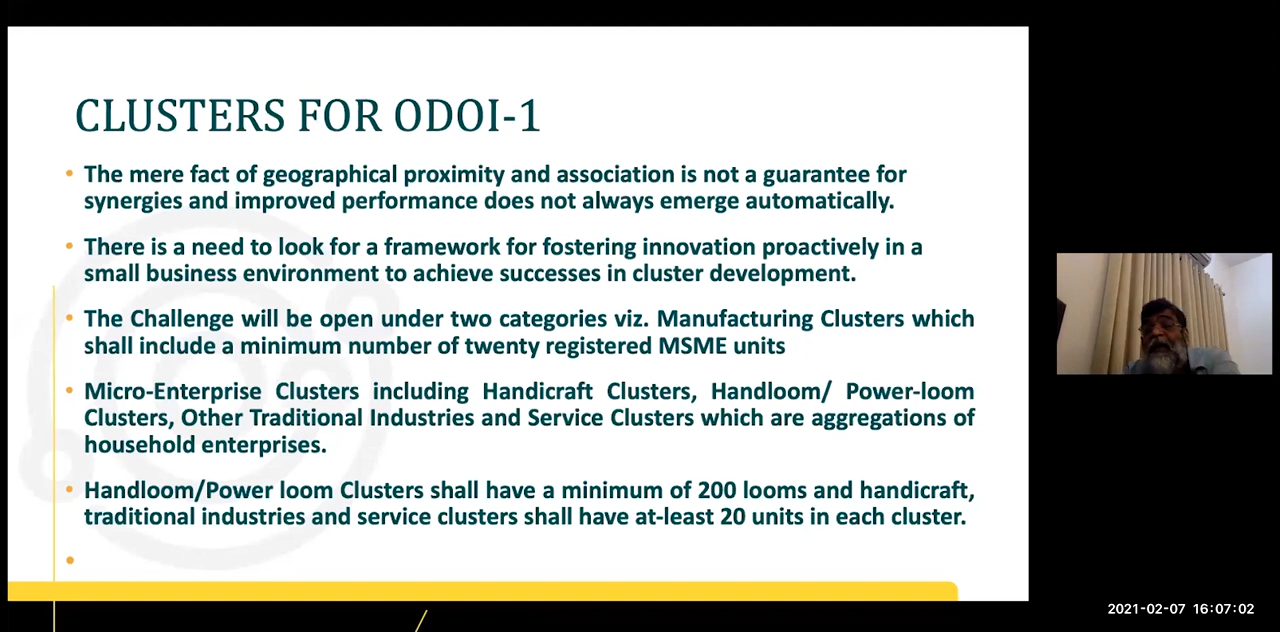 CLUSTERS FOR ODOI-1
• The mere fact of geographical proximity and association is not a guarantee for
synergies and improved performance does not always emerge automatically.
• There is a need to look for a framework for fostering innovation proactively in a
small business environment to achieve successes in cluster development.
• The Challenge will be open under two categories viz. Manufacturing Clusters which
shall include a minimum number of twenty registered MSME units
• Micro-Enterprise Clusters including Handicraft Clusters, Handloom/ Power-loom
Clusters, Other Traditional Industries and Service Clusters which are aggregations of
household enterprises.
• Handloom/Power loom Clusters shall have a minimum of 200 looms and handicraft,
traditional industries and service clusters shall have at-least 20 units in each cluster.
•
2021-02-07 16:07:02